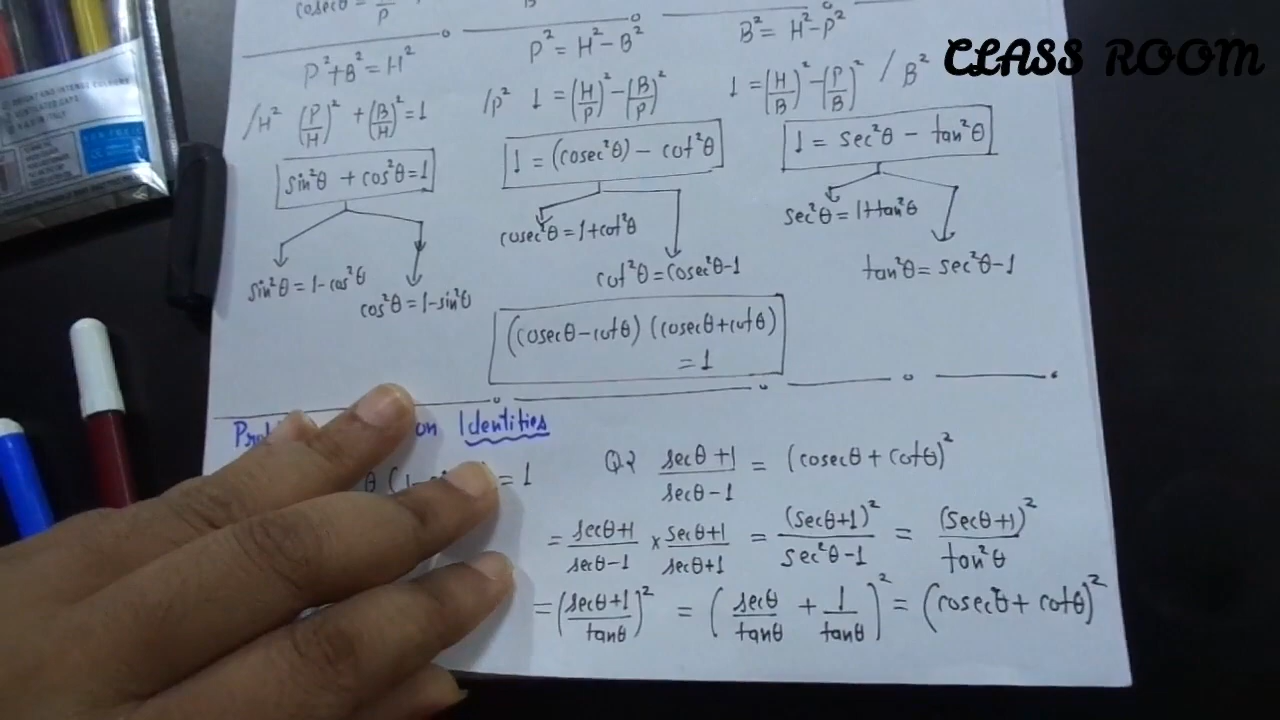 cosecθ =
P
B
CLASS ROOM
P²+B²=H²
/H² (P/H)² + (B/H)² = 1
sin²θ + cos²θ = 1
sin²θ = 1-cos²θ
cos²θ = 1-sin²θ
P² = H²-B²
/P² 1 = (H/P)² - (B/P)²
1 = (cosec²θ) - cot²θ
cosec²θ = 1+cot²θ
cot²θ = cosec²θ-1
B² = H²-P²
1 = (H/B)² - (P/B)² / B²
1 = sec²θ - tan²θ
sec²θ = 1+tan²θ
tan²θ = sec²θ-1
(cosecθ-cotθ) (cosecθ+cotθ)
= 1
on Identities
= 1
Q2 secθ+1/secθ-1 = (cosecθ + cotθ)²
= secθ+1/secθ-1 × secθ+1/secθ+1 = (secθ+1)²/sec²θ-1 = (secθ+1)²/tan²θ
= (secθ+1/tanθ)² = (secθ/tanθ + 1/tanθ)² = (cosecθ + cotθ)²